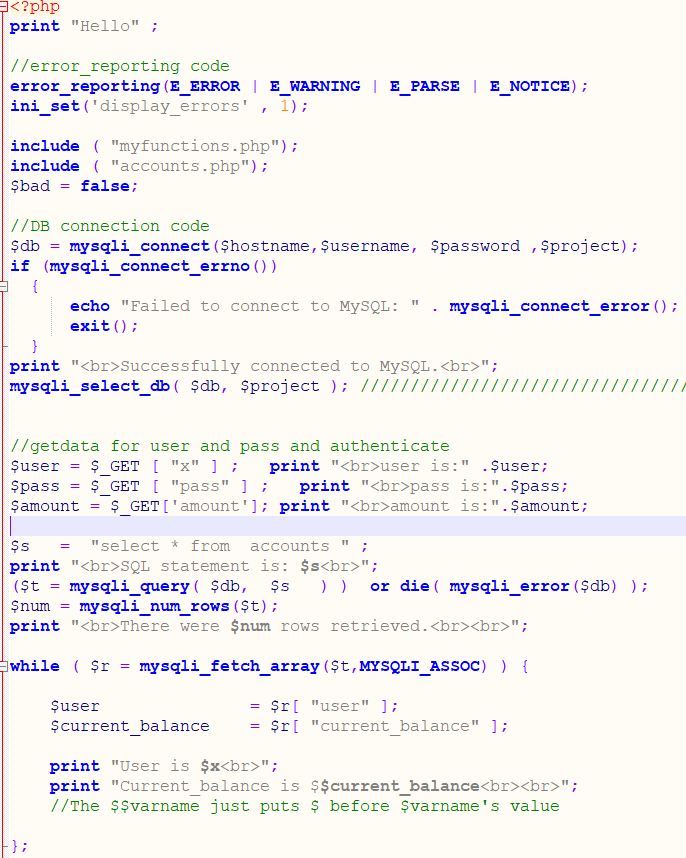 <?php
print "Hello" ;
//error_reporting code
error_reporting(E_ERROR | E_WARNING | E_PARSE | E_NOTICE);
ini_set('display_errors' , 1);
include ( "myfunctions.php");
include ( "accounts.php");
$bad = false;
//DB connection code
$db = mysqli_connect($hostname,$username, $password ,$project);
if (mysqli_connect_errno())
{
echo "Failed to connect to MySQL: " . mysqli_connect_error();
exit();
}
print "<br>Successfully connected to MySQL.<br>";
mysqli_select_db( $db, $project ); /////////////////////////////////
//getdata for user and pass and authenticate
$user = $_GET [ "x" ] ;   print "<br>user is:" .$user;
$pass = $_GET [ "pass" ] ;   print "<br>pass is:".$pass;
$amount = $_GET['amount']; print "<br>amount is:".$amount;
$s   =  "select * from  accounts " ;
print "<br>SQL statement is: $s<br>";
($t = mysqli_query( $db,  $s   ) )  or die( mysqli_error($db) );
$num = mysqli_num_rows($t);
print "<br>There were $num rows retrieved.<br><br>";
while ( $r = mysqli_fetch_array($t,MYSQLI_ASSOC) ) {
$user               = $r[ "user" ];
$current_balance    = $r[ "current_balance" ];
print "User is $x<br>";
print "Current_balance is $$current_balance<br><br>";
//The $$varname just puts $ before $varname's value
};